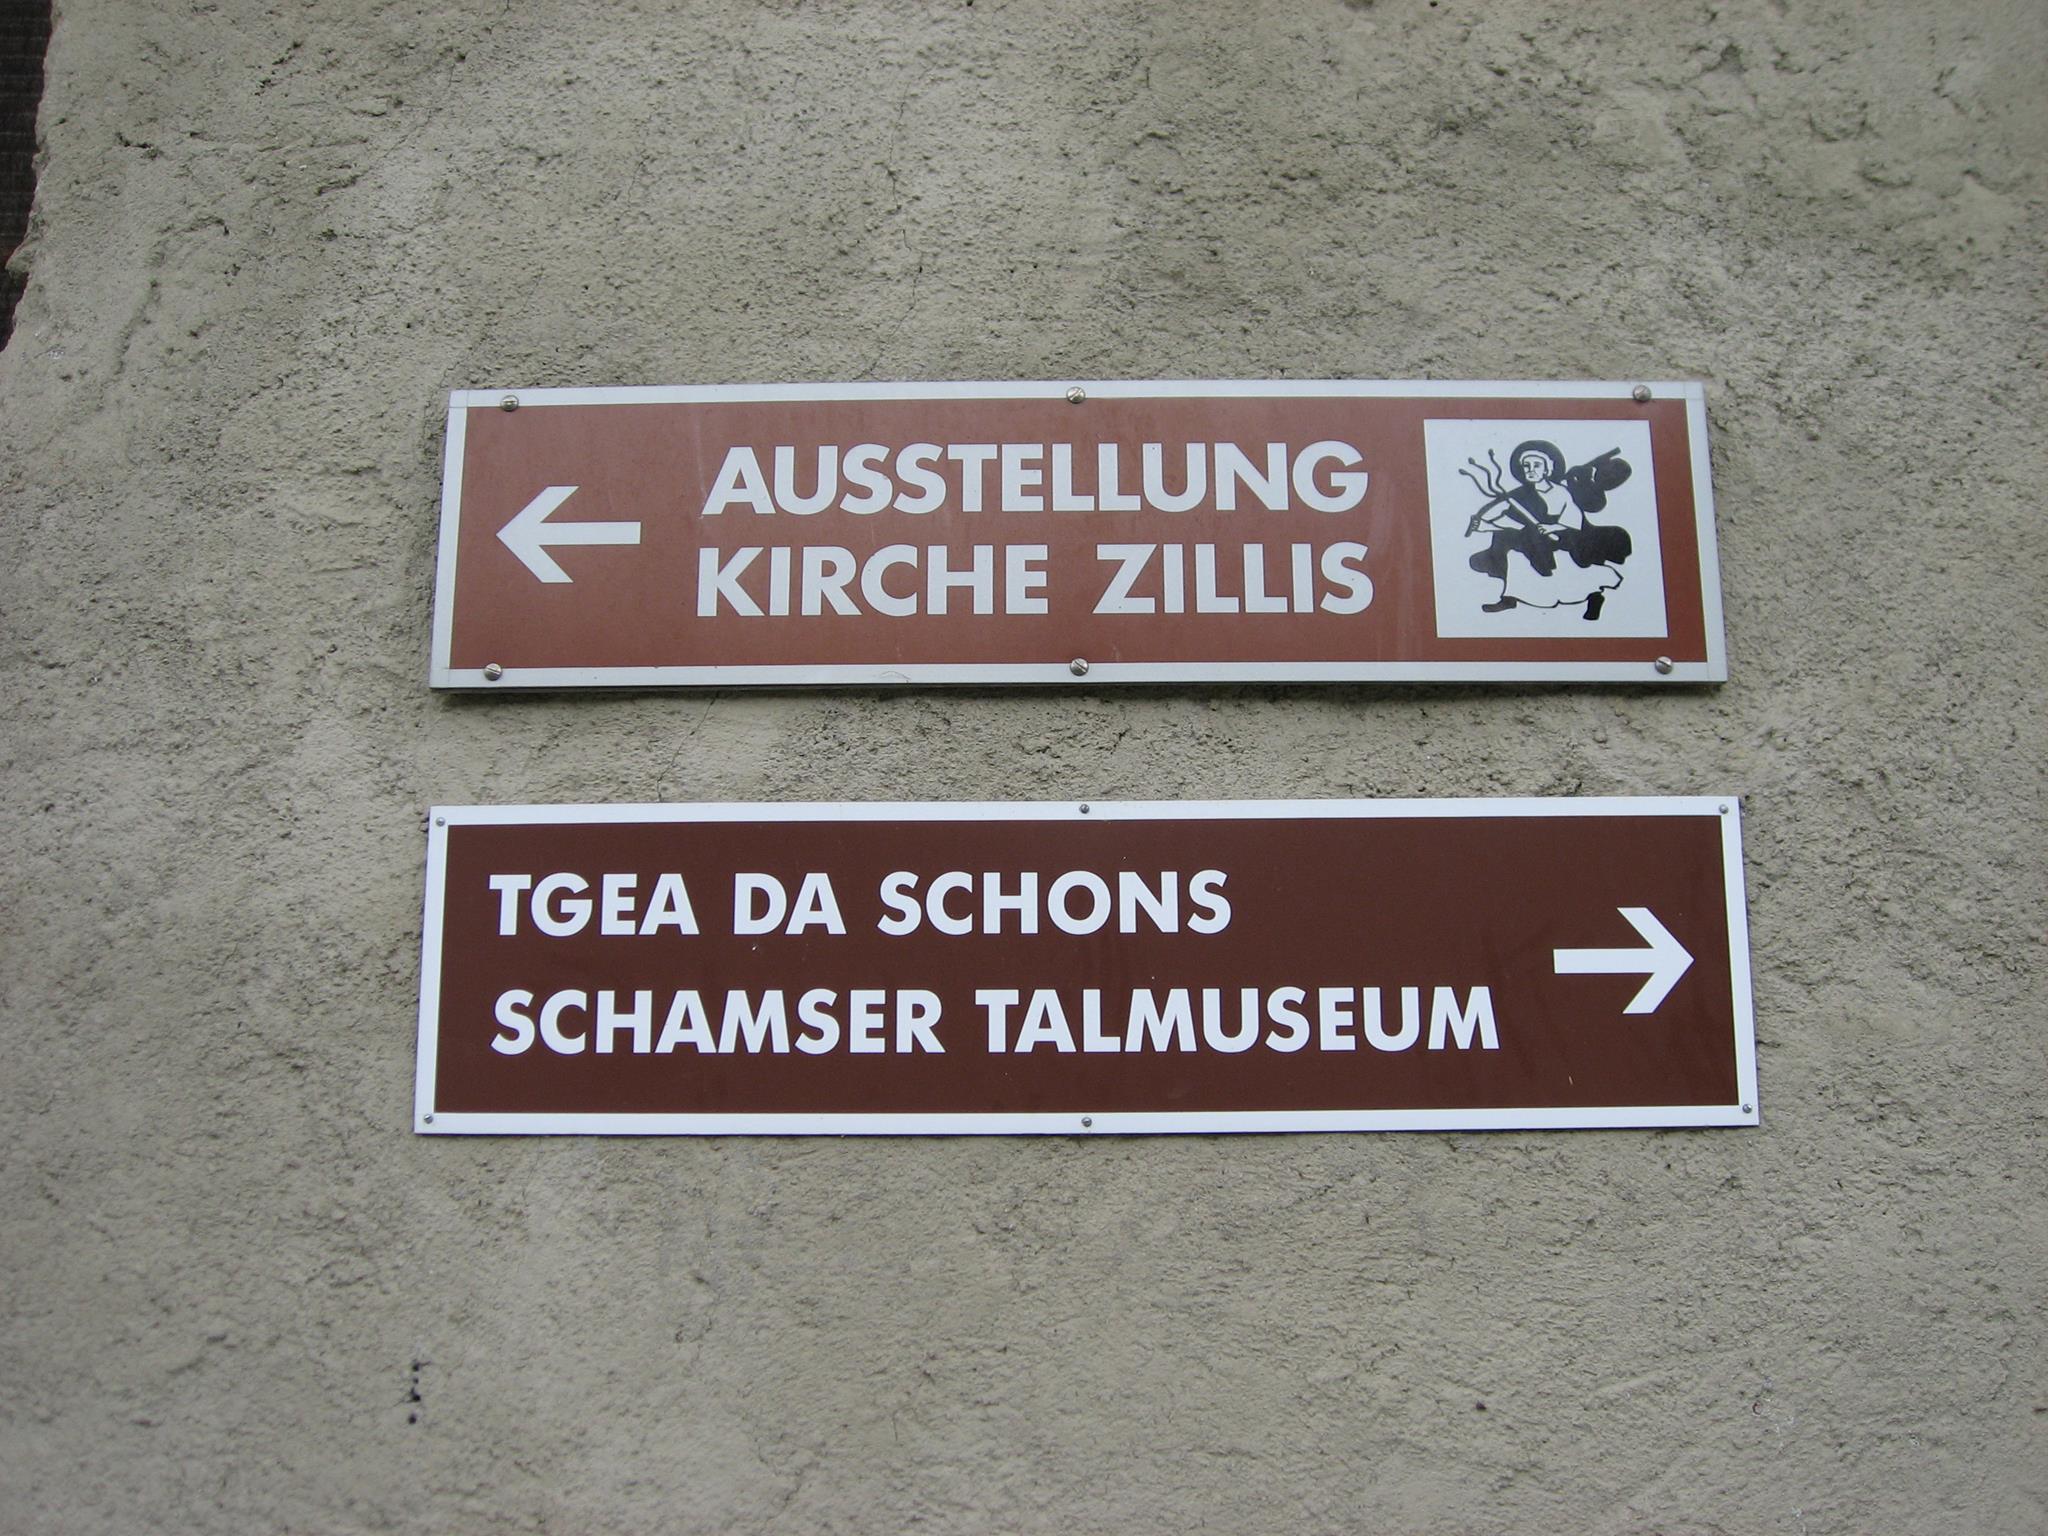 AUSSTELLUNG
KIRCHE ZILLIS
TGEA DA SCHONS
SCHAMSER TALMUSEUM